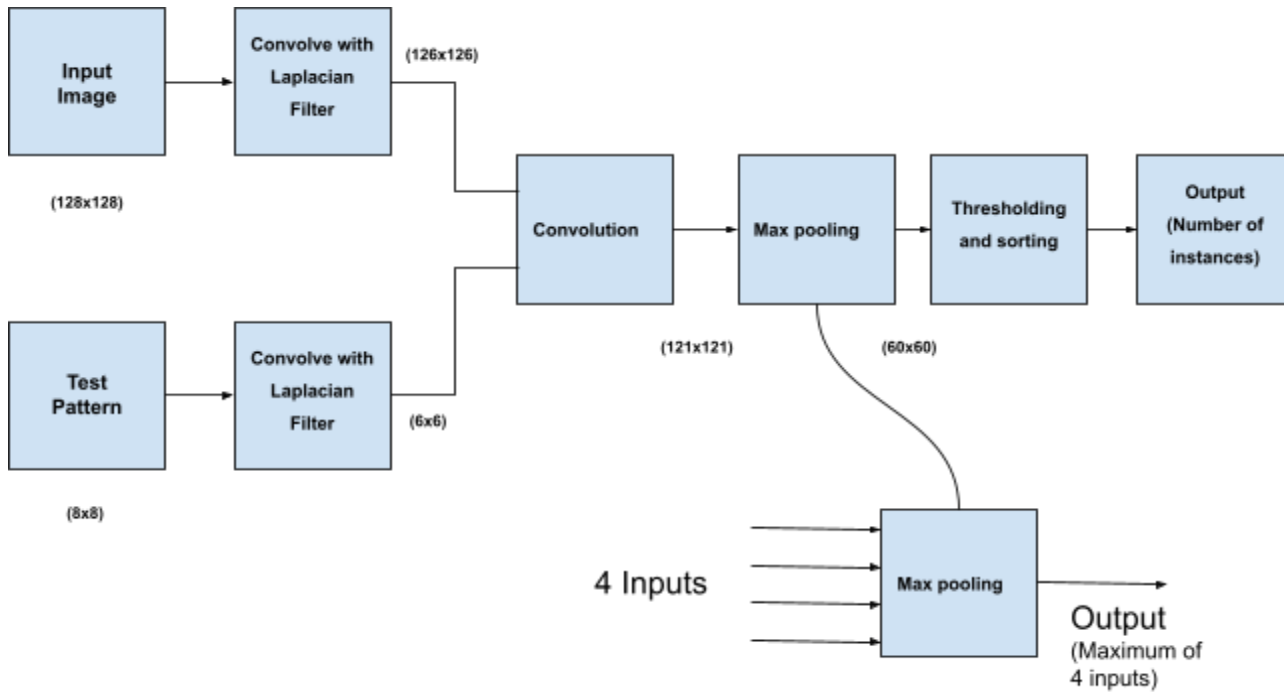 Input
Image
(128x128)
Convolve with
Laplacian
Filter
(126x126)
Test
Pattern
(8x8)
Convolve with
Laplacian
Filter
(6x6)
Convolution
(121x121)
Max pooling
(60x60)
Thresholding
and sorting
Output
(Number of
instances)
4 Inputs
Max pooling
Output
(Maximum of
4 inputs)